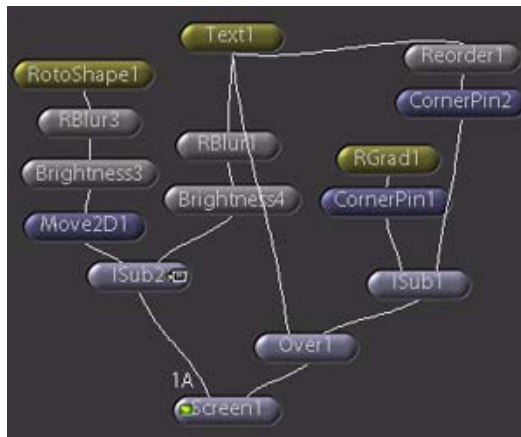 Text1
Reorder1
RotoShape1
CornerPin2
RBlur3
RBlur1
RGrad1
Brightness3
Brightness4
CornerPin1
Move2D1
ISub2
ISub1
Over1
1A
Screen1